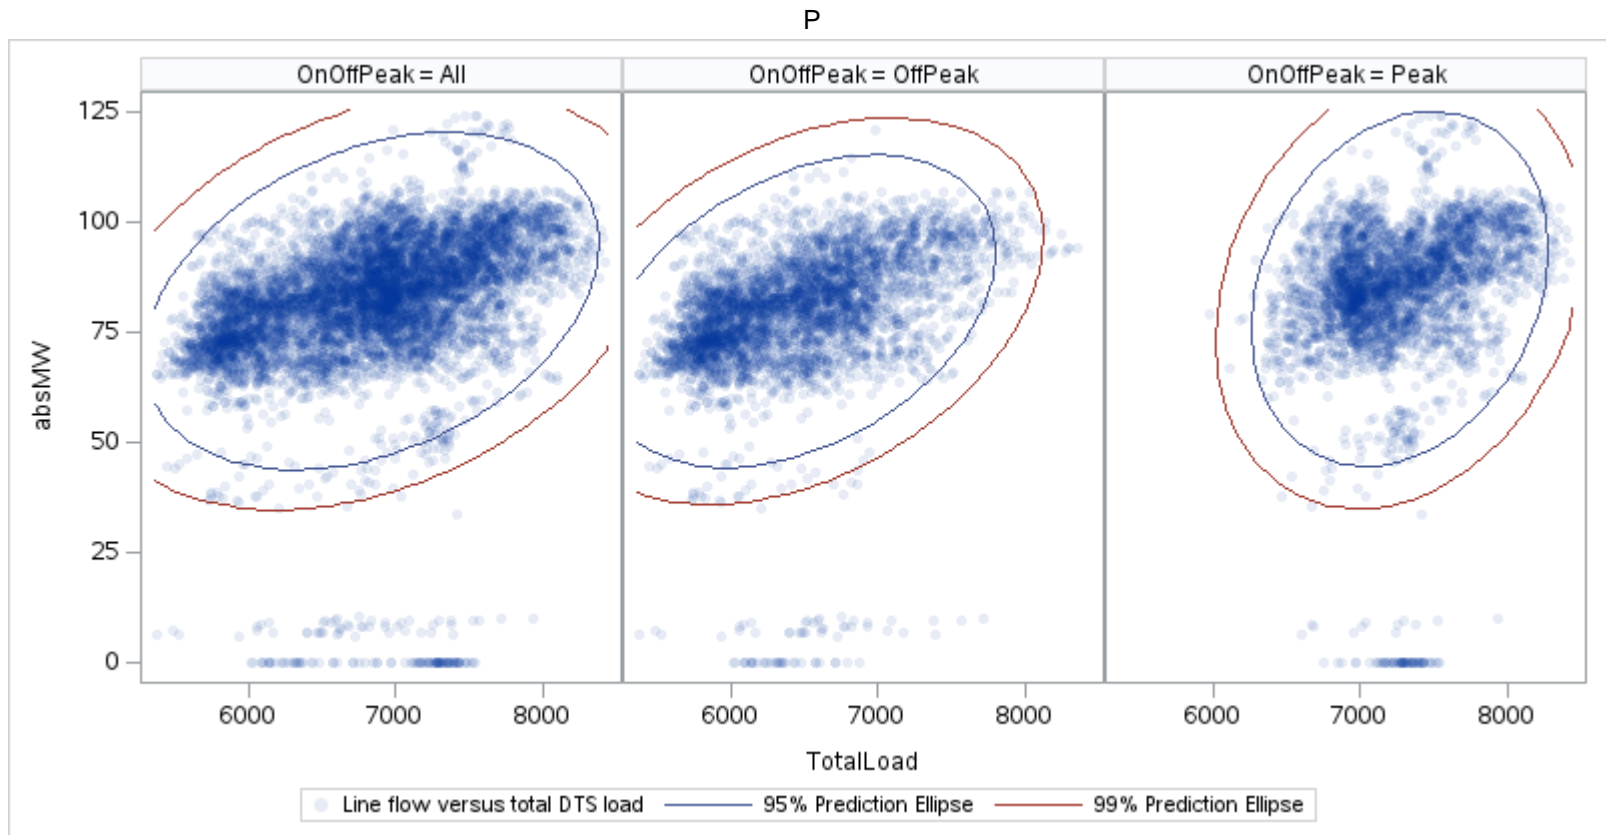 P
OnOffPeak = All
OnOffPeak = OffPeak
OnOffPeak = Peak
125
100
75
50
25
0
absMW
6000 7000 8000
6000 7000 8000
6000 7000 8000
TotalLoad
Line flow versus total DTS load
95% Prediction Ellipse
99% Prediction Ellipse